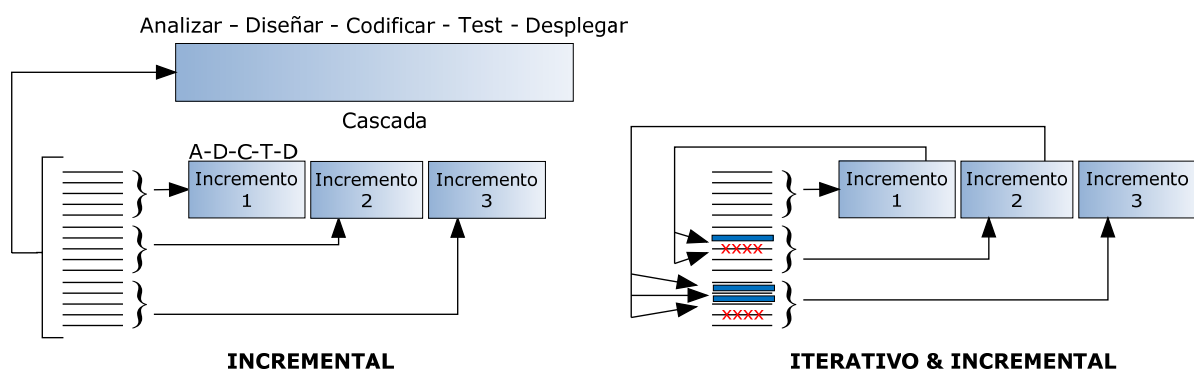 Analizar - Diseñar - Codificar - Test - Desplegar
Cascada
A-D-C-T-D
Incremento
1
Incremento
2
Incremento
3
INCREMENTAL
Incremento
1
Incremento
2
Incremento
3
xxxx
xxxx
ITERATIVO & INCREMENTAL